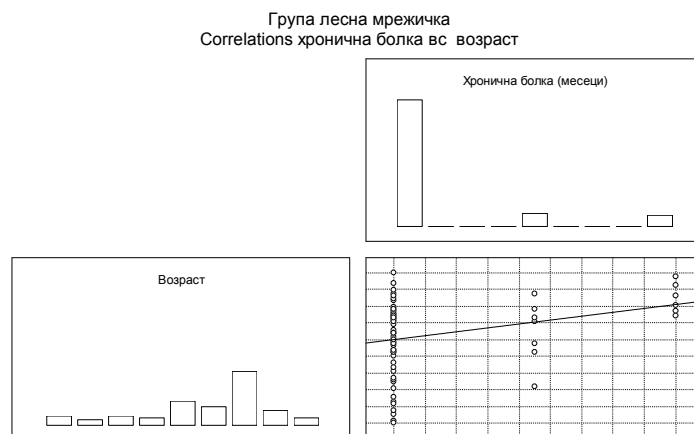 Група лесна мрежичка
Correlations хронична болка вс возраст
Хронична болка (месеци)
Возраст